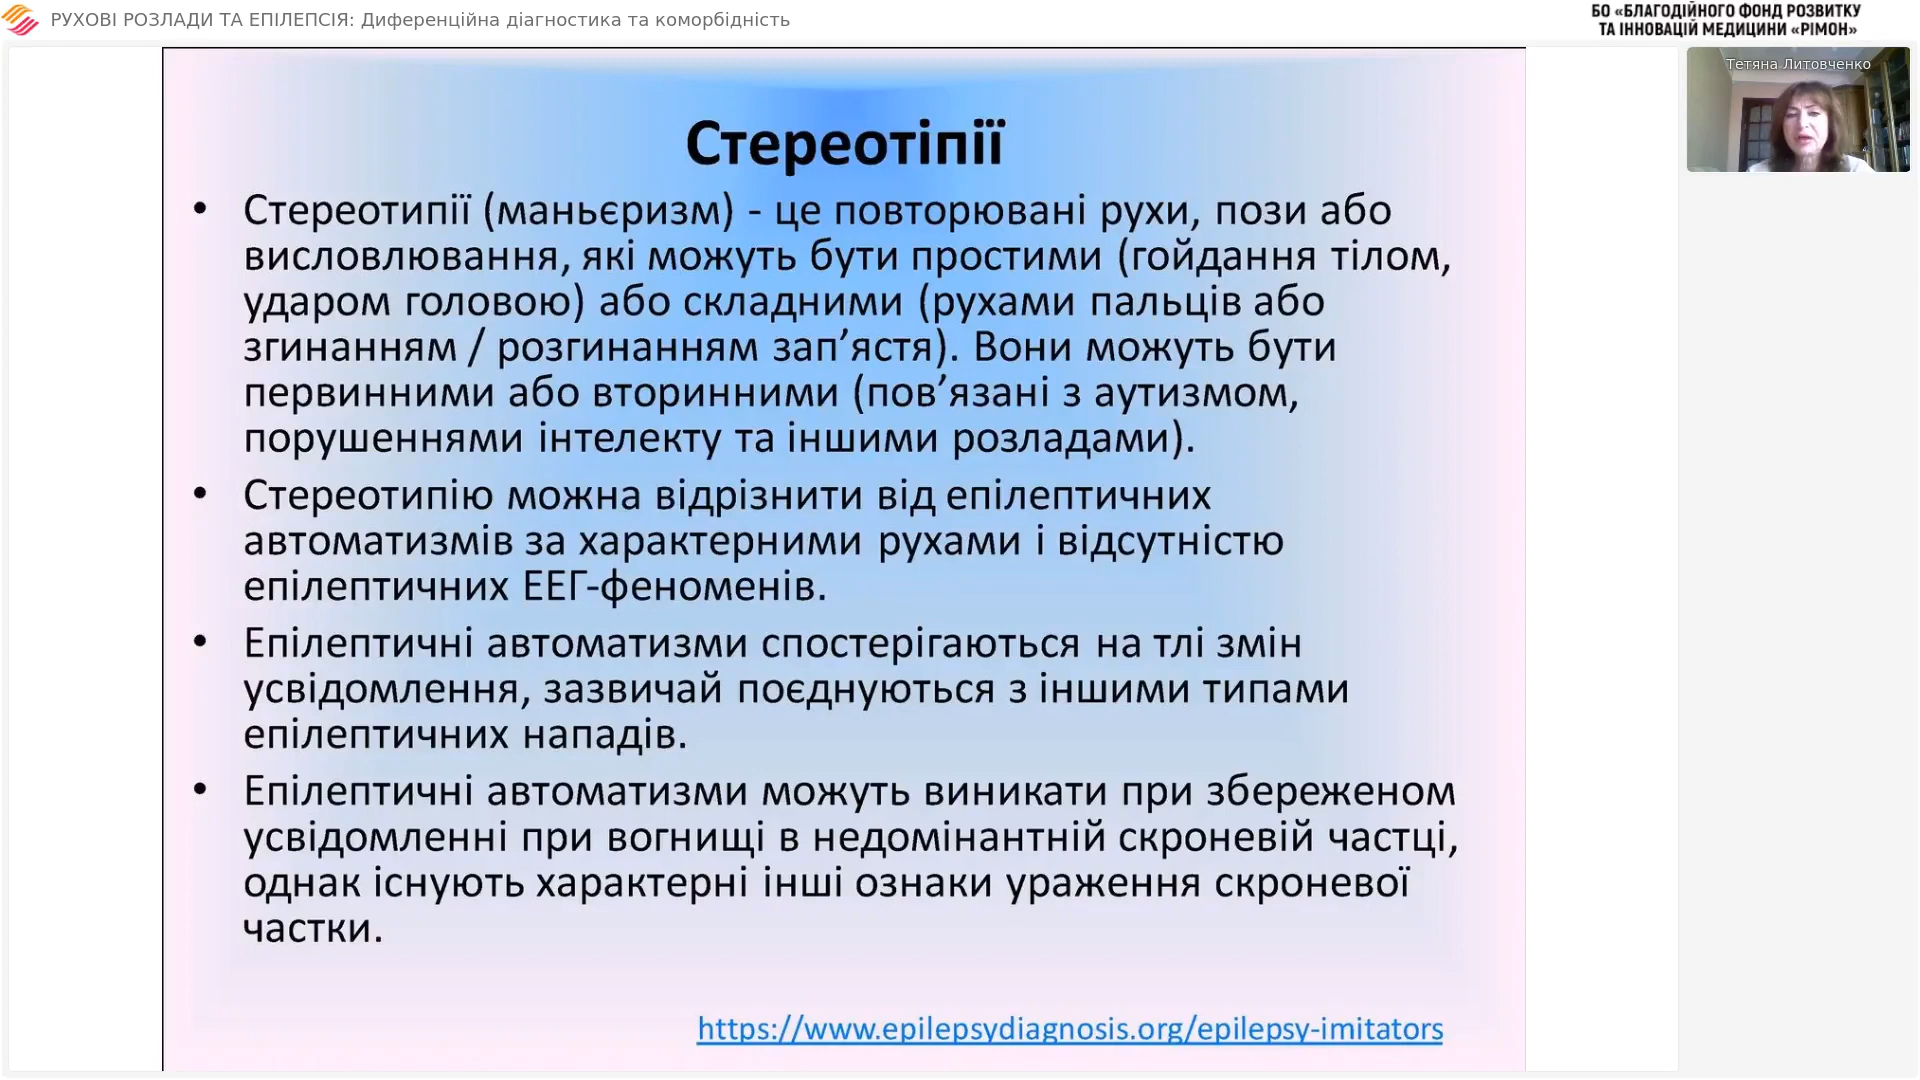 РУХОВІ РОЗЛАДИ ТА ЕПІЛЕПСІЯ: Диференційна діагностика та коморбідність
БО «БЛАГОДІЙНОГО ФОНД РОЗВИТКУ
ТА ІННОВАЦІЙ МЕДИЦИНИ «РІМОН»
Тетяна Литовченко
Стереотіпії
• Стереотипії (маньєризм) - це повторювані рухи, пози або
висловлювання, які можуть бути простими (гойдання тілом,
ударом головою) або складними (рухами пальців або
згинанням / розгинанням зап’ястя). Вони можуть бути
первинними або вторинними (пов’язані з аутизмом,
порушеннями інтелекту та іншими розладами).
• Стереотипію можна відрізнити від епілептичних
автоматизмів за характерними рухами і відсутністю
епілептичних ЕЕГ-феноменів.
• Епілептичні автоматизми спостерігаються на тлі змін
усвідомлення, зазвичай поєднуються з іншими типами
епілептичних нападів.
• Епілептичні автоматизми можуть виникати при збереженом
усвідомленні при вогнищі в недомінантній скроневій частці,
однак існують характерні інші ознаки ураження скроневої
частки.
https://www.epilepsydiagnosis.org/epilepsy-imitators